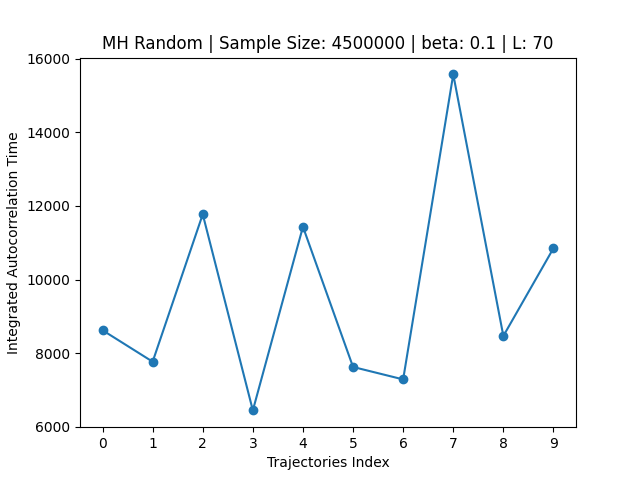 MH Random | Sample Size: 4500000 | beta: 0.1 | L: 70
16000
14000
12000
10000
8000
6000
Integrated Autocorrelation Time
0 1 2 3 4 5 6 7 8 9
Trajectories Index